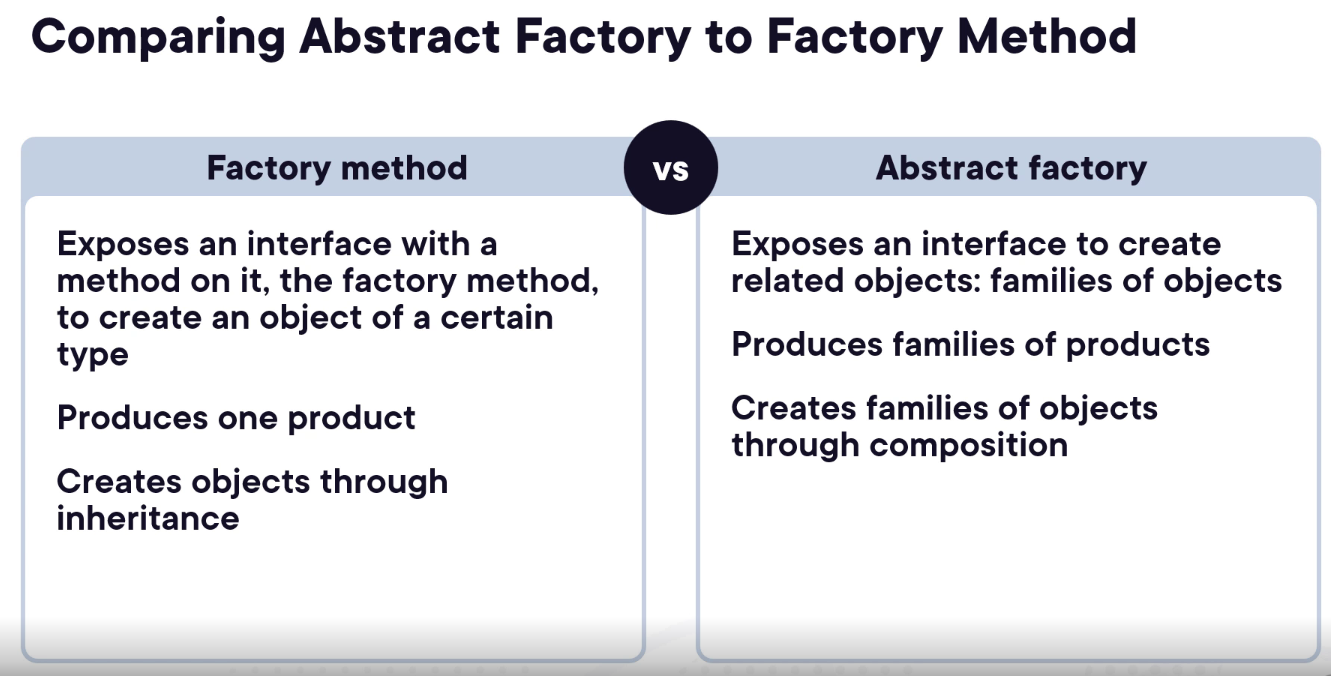 Comparing Abstract Factory to Factory Method
Factory method
vs
Abstract factory
Exposes an interface with a
method on it, the factory method,
to create an object of a certain
type
Produces one product
Creates objects through
inheritance
Exposes an interface to create
related objects: families of objects
Produces families of products
Creates families of objects
through composition